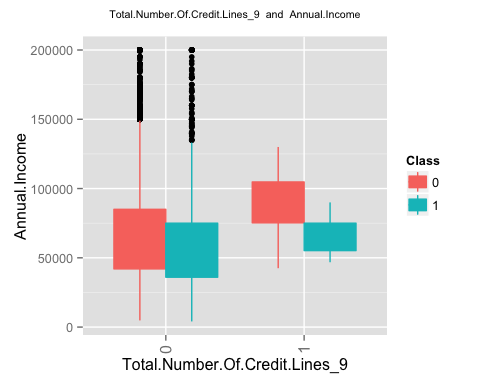 Total.Number.Of.Credit.Lines_9 and Annual.Income
200000
150000
100000
50000
0
Annual.Income
0
1
Total.Number.Of.Credit.Lines_9
Class
0
1